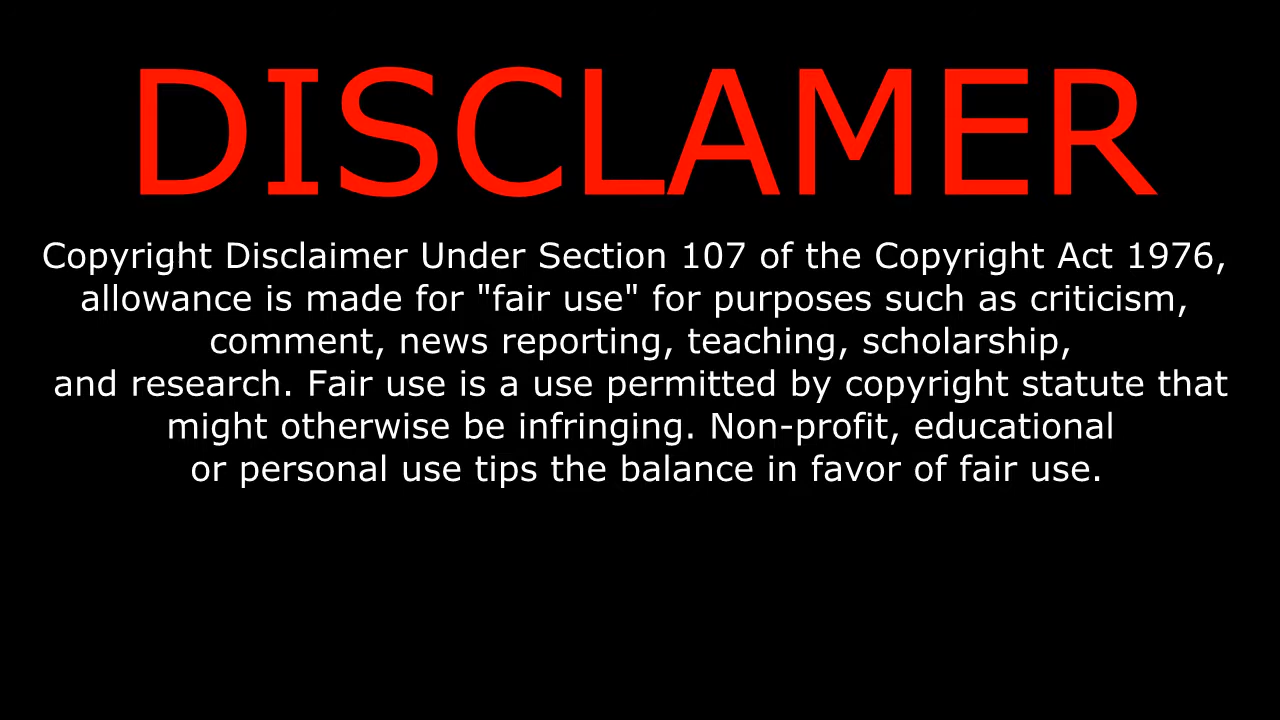 DISCLAMER
Copyright Disclaimer Under Section 107 of the Copyright Act 1976,
allowance is made for "fair use" for purposes such as criticism,
comment, news reporting, teaching, scholarship,
and research. Fair use is a use permitted by copyright statute that
might otherwise be infringing. Non-profit, educational
or personal use tips the balance in favor of fair use.